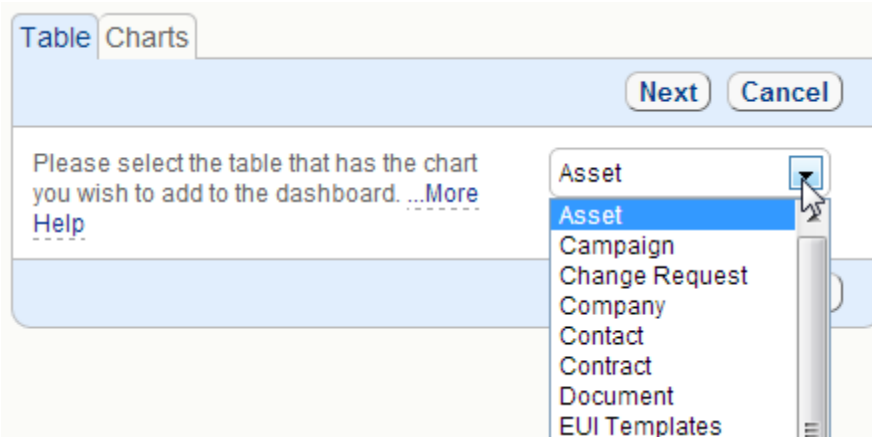 Table Charts
Next Cancel
Please select the table that has the chart
you wish to add to the dashboard. ...More
Help
Asset
Asset
Campaign
Change Request
Company
Contact
Contract
Document
EUI Templates